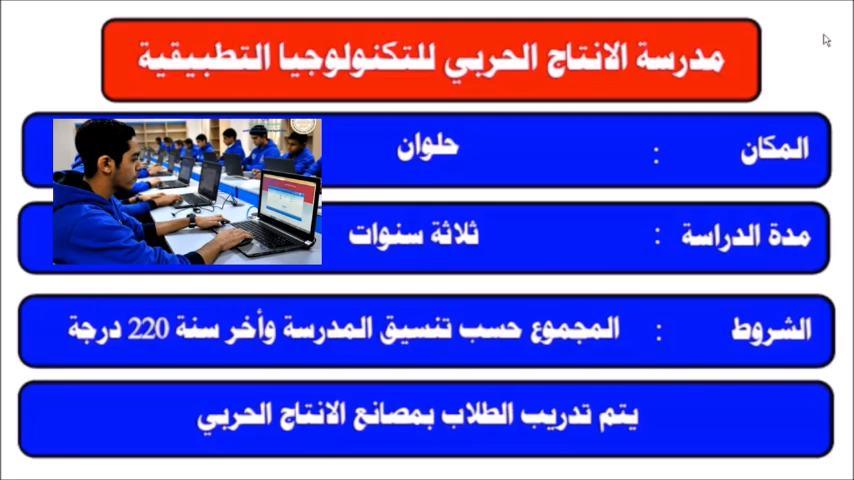 مدرسة الانتاج الحربي للتكنولوجيا التطبيقية
المكان : حلوان
مدة الدراسة : ثلاثة سنوات
الشروط : المجموع حسب تنسيق المدرسة وأخر سنة 220 درجة
يتم تدريب الطلاب بمصانع الانتاج الحربي